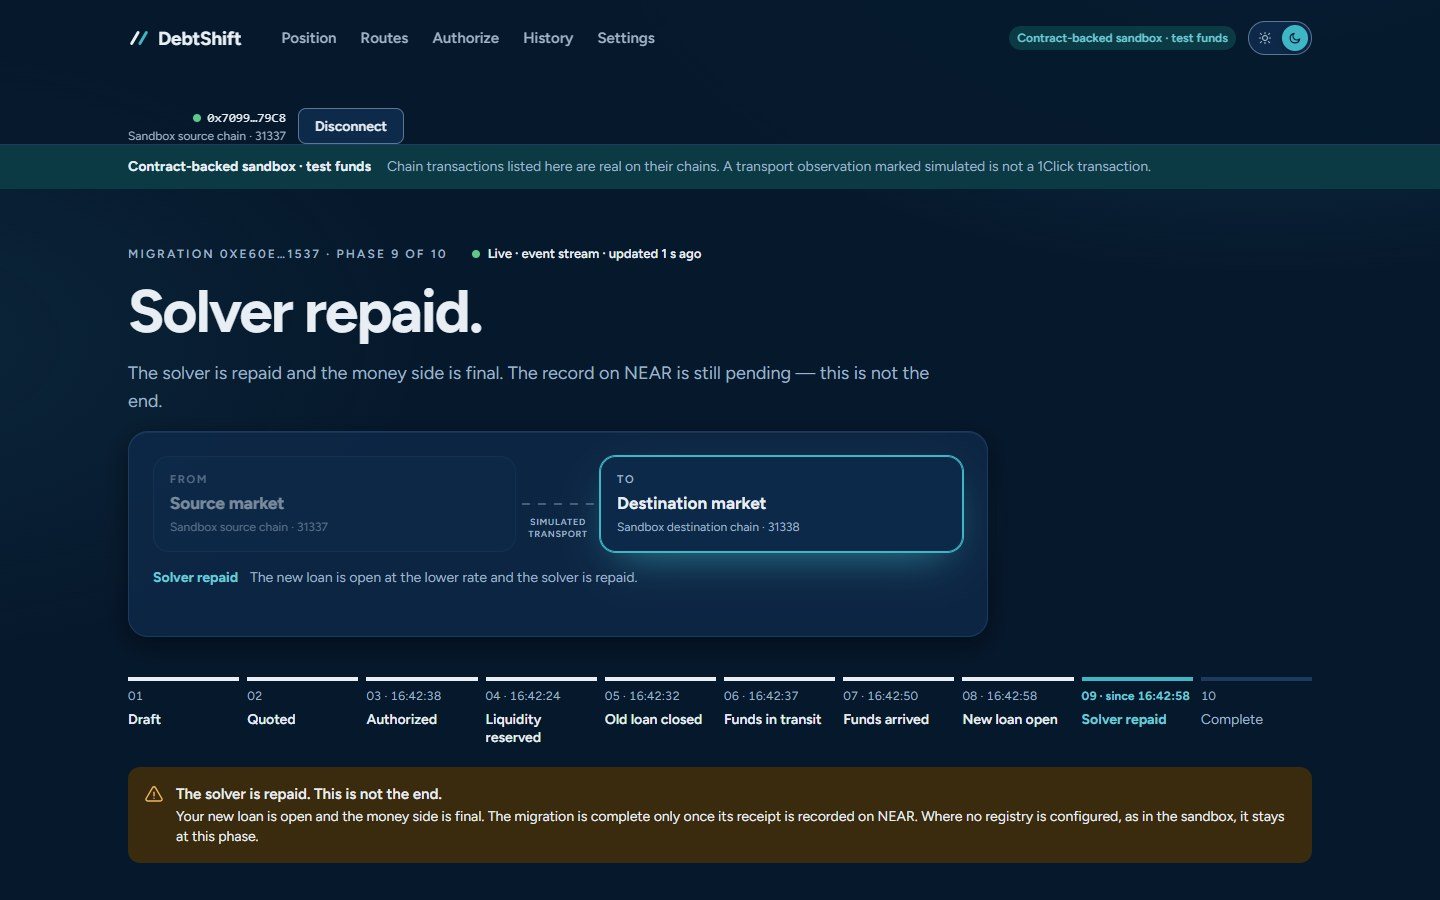 DebtShift Position Routes Authorize History Settings Contract-backed sandbox · test funds
0x7099…79C8
Sandbox source chain · 31337
Disconnect
Contract-backed sandbox · test funds Chain transactions listed here are real on their chains. A transport observation marked simulated is not a 1Click transaction.
MIGRATION 0XE60E…1537 · PHASE 9 OF 10 Live · event stream · updated 1 s ago
Solver repaid.
The solver is repaid and the money side is final. The record on NEAR is still pending — this is not the
end.
FROM
Source market
Sandbox source chain · 31337
SIMULATED
TRANSPORT
TO
Destination market
Sandbox destination chain · 31338
Solver repaid The new loan is open at the lower rate and the solver is repaid.
01
Draft
02
Quoted
03 · 16:42:38
Authorized
04 · 16:42:24
Liquidity
reserved
05 · 16:42:32
Old loan closed
06 · 16:42:37
Funds in transit
07 · 16:42:50
Funds arrived
08 · 16:42:58
New loan open
09 · since 16:42:58
Solver repaid
10
Complete
The solver is repaid. This is not the end.
Your new loan is open and the money side is final. The migration is complete only once its receipt is recorded on NEAR. Where no registry is configured, as in the sandbox, it stays
at this phase.